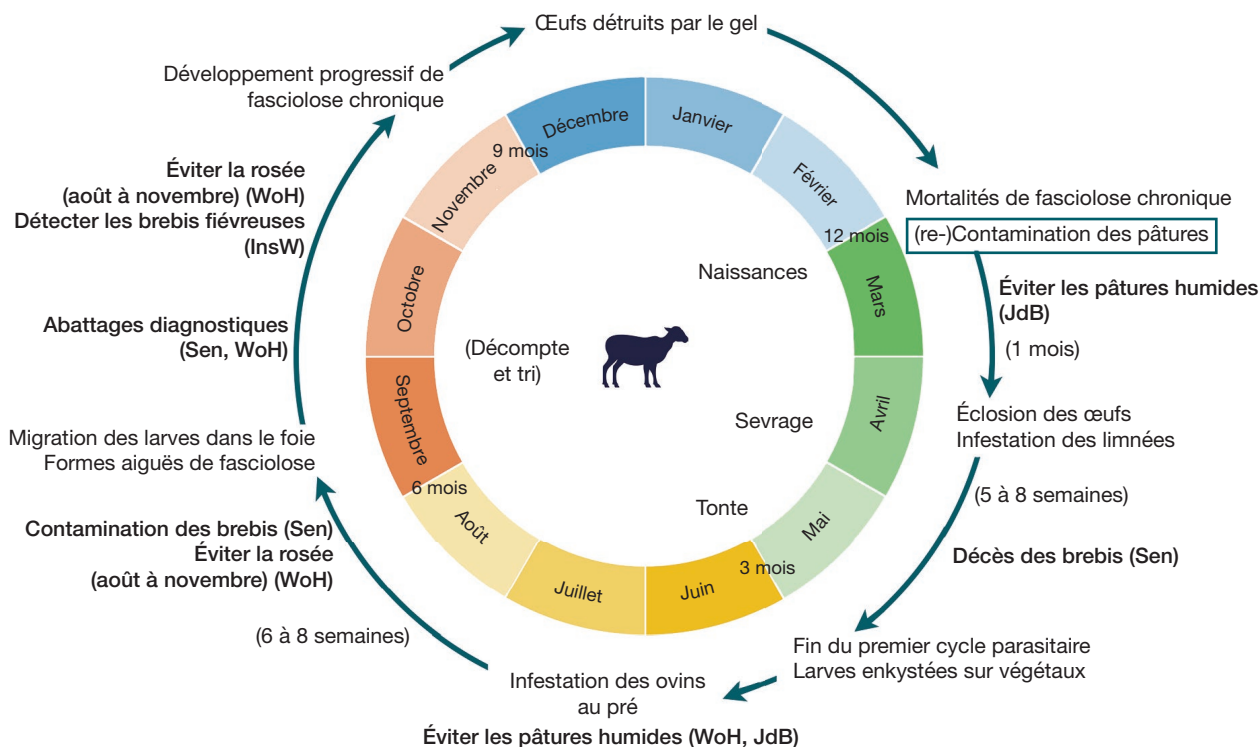 Œufs détruits par le gel
Développement progressif de
fasciolose chronique
Décembre
Janvier
Février
Mars
Avril
Mai
Juin
Juillet
Août
Septembre
Octobre
Novembre
9 mois
12 mois
3 mois
6 mois
Naissances
Sevrage
Tonte
(Décompte
et tri)
Mortalités de fasciolose chronique
(re-)Contamination des pâtures
Éviter les pâtures humides
(JdB)
(1 mois)
Éclosion des œufs
Infestation des limnées
(5 à 8 semaines)
Décès des brebis (Sen)
Fin du premier cycle parasitaire
Larves enkystées sur végétaux
Infestation des ovins
au pré
Éviter les pâtures humides (WoH, JdB)
(6 à 8 semaines)
Contamination des brebis (Sen)
Éviter la rosée
(août à novembre) (WoH)
Migration des larves dans le foie
Formes aiguës de fasciolose
Abattages diagnostiques
(Sen, WoH)
Éviter la rosée
(août à novembre) (WoH)
Détecter les brebis fiévreuses
(InsW)